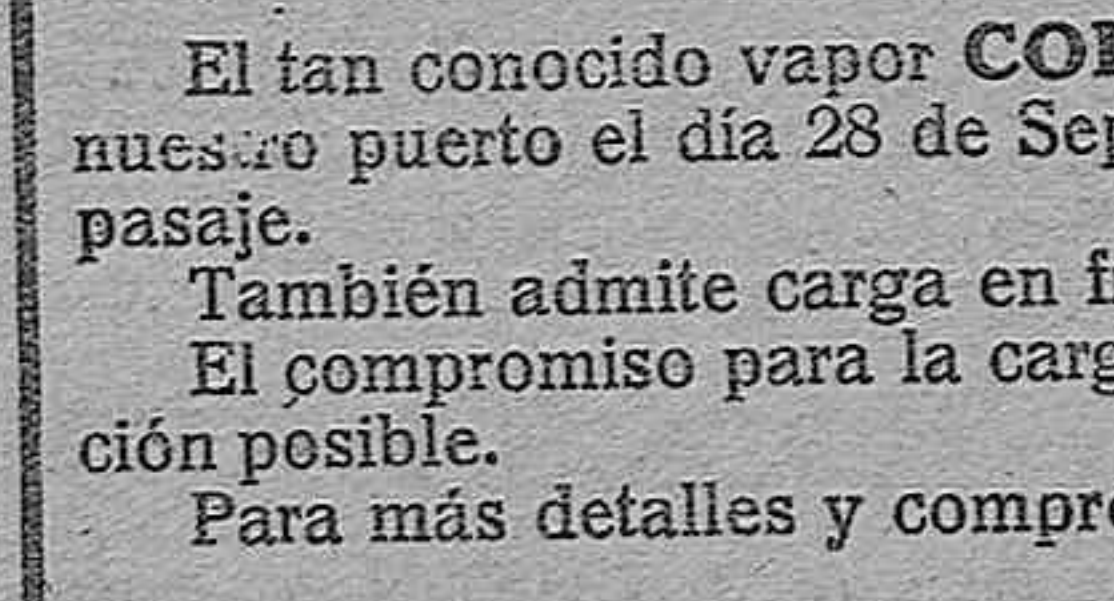 El tan conocido vapor
nuestro puerto el día 28 de
pasaje.
También admite carga en
El compromiso para la
ción posible.
Para más detalles y